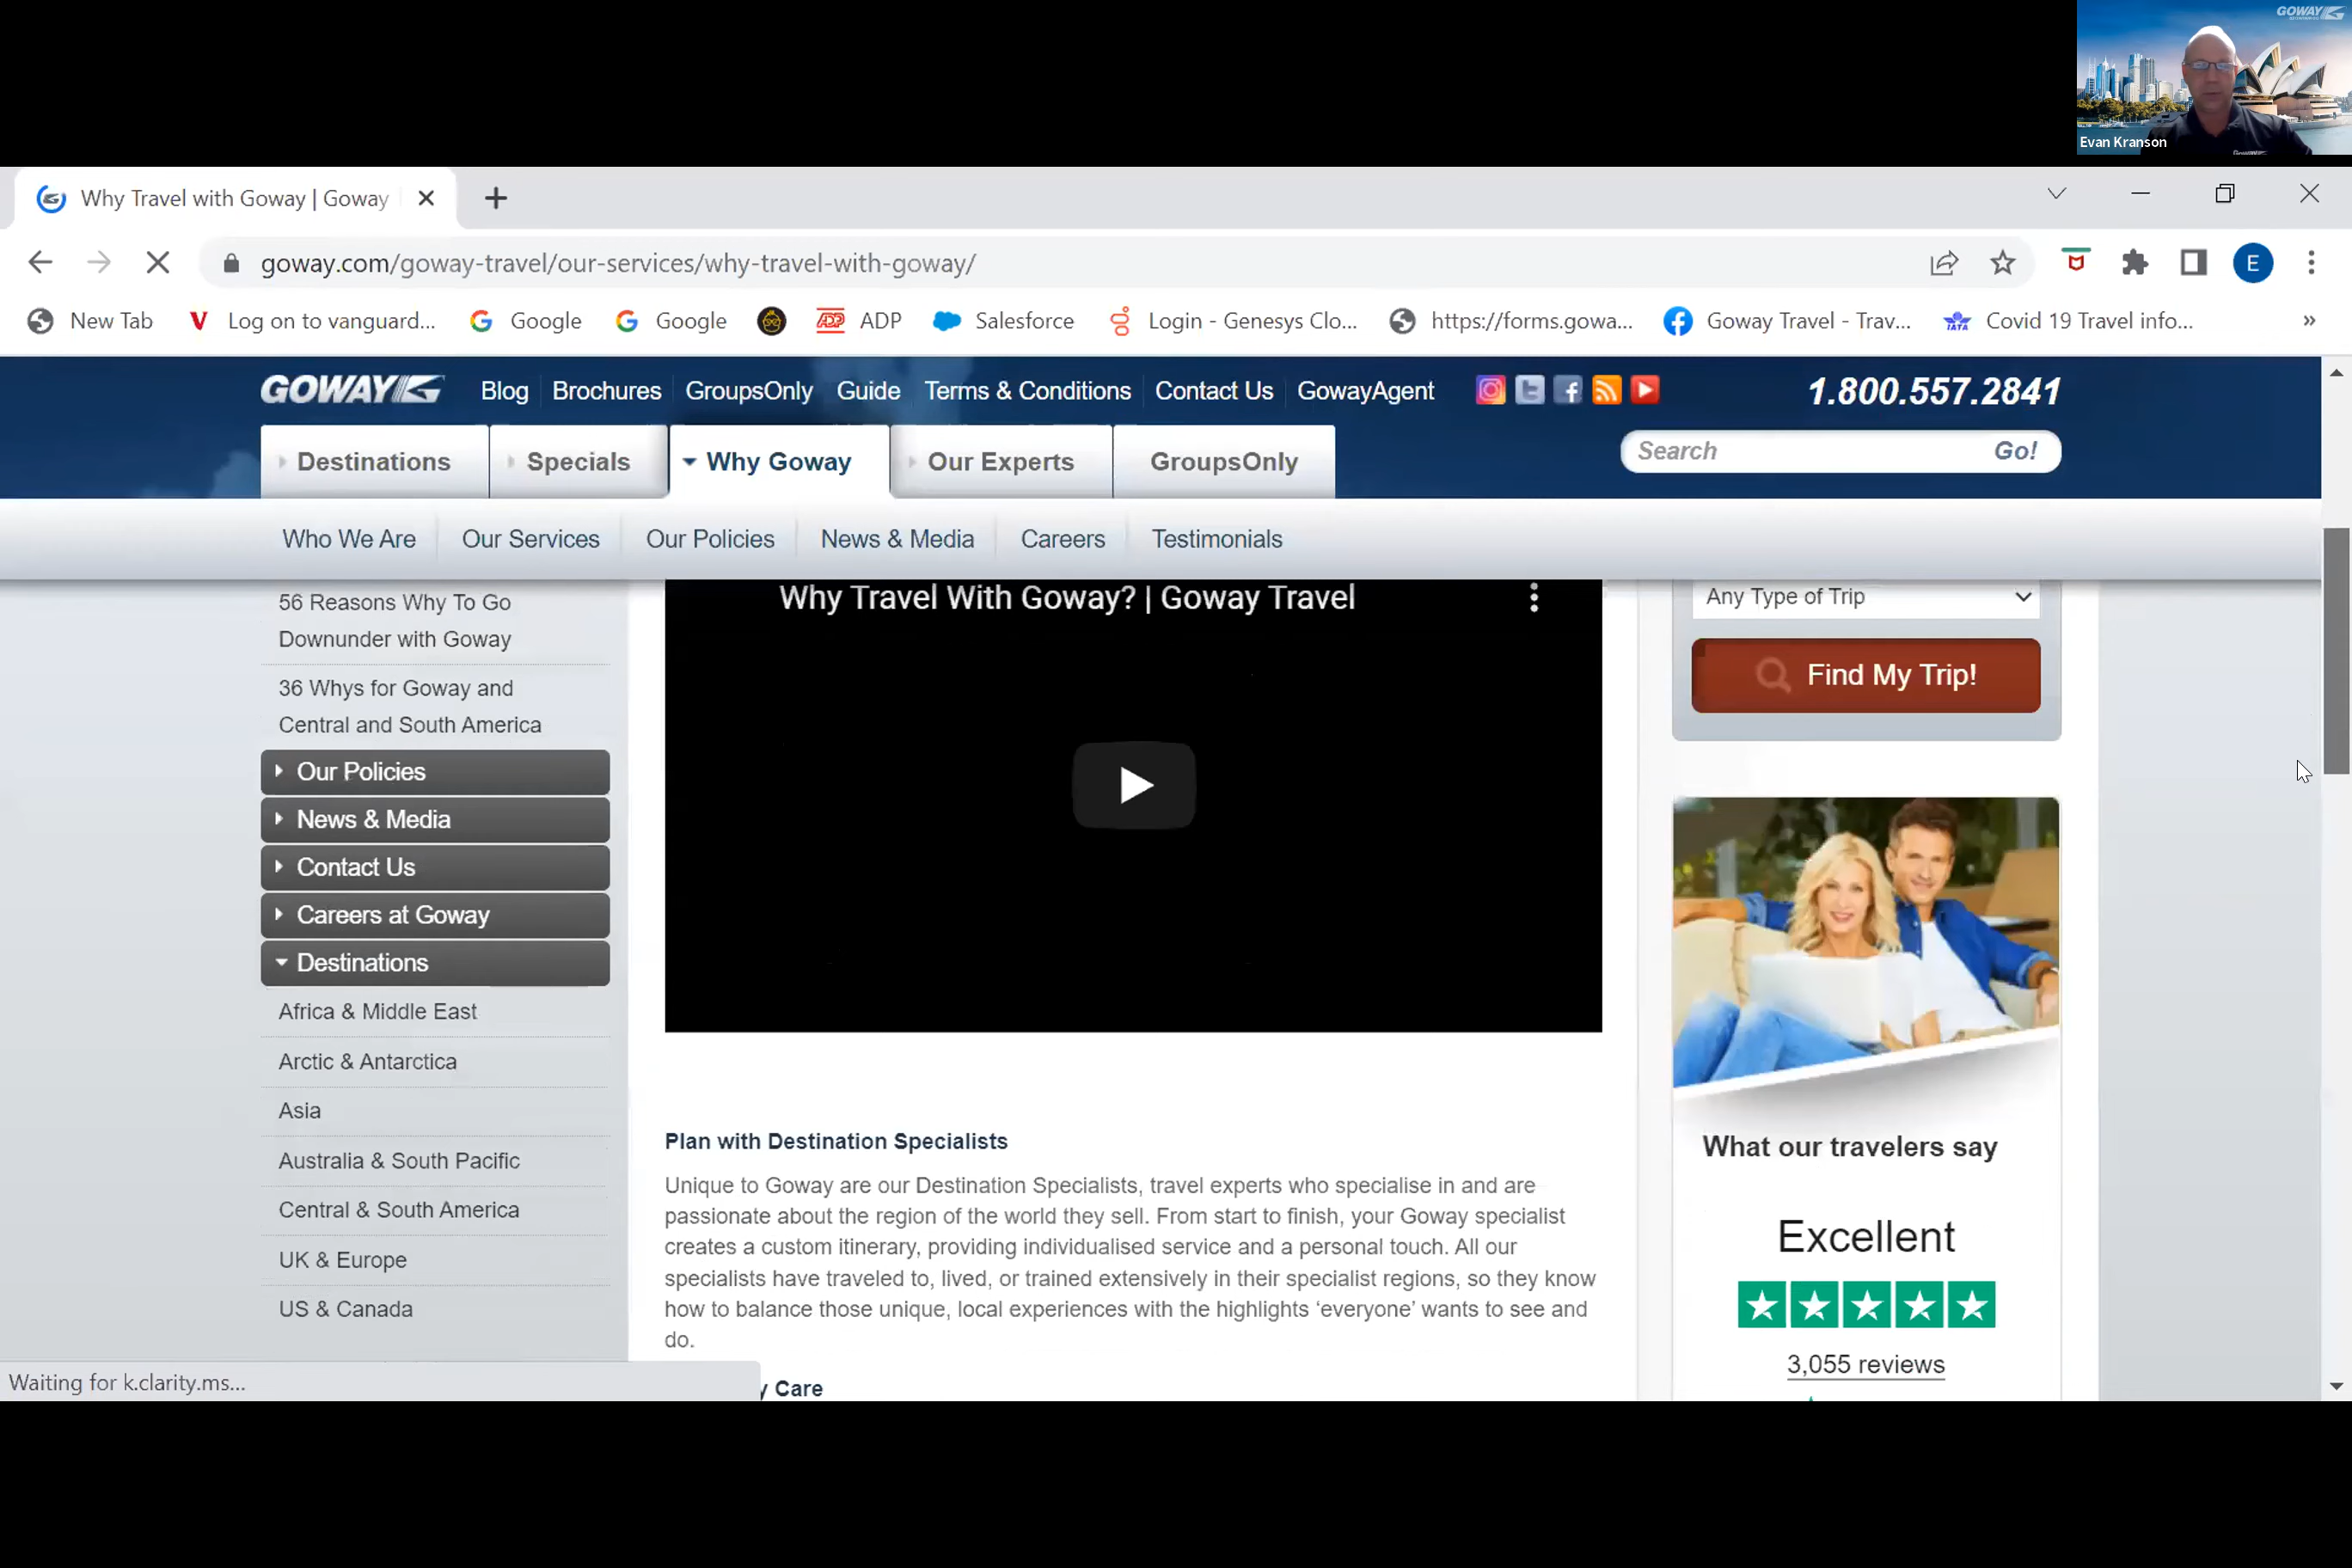 GOWAY
Evan Kranson
Why Travel with Goway | Goway
goway.com/goway-travel/our-services/why-travel-with-goway/
E
New Tab
Log on to vanguard...
Google
Google
ADP
ADP
Salesforce
Login - Genesys Clo...
https://forms.gowa...
Goway Travel - Trav...
IATA
Covid 19 Travel info...
»
GOWAY
Blog
Brochures
GroupsOnly
Guide
Terms & Conditions
Contact Us
GowayAgent
1.800.557.2841
Destinations
Specials
Why Goway
Our Experts
GroupsOnly
Search
Go!
Who We Are
Our Services
Our Policies
News & Media
Careers
Testimonials
56 Reasons Why To Go
Downunder with Goway
36 Whys for Goway and
Central and South America
Our Policies
News & Media
Contact Us
Careers at Goway
Destinations
Africa & Middle East
Arctic & Antarctica
Asia
Australia & South Pacific
Central & South America
UK & Europe
US & Canada
Why Travel With Goway? | Goway Travel
Plan with Destination Specialists
Unique to Goway are our Destination Specialists, travel experts who specialise in and are
passionate about the region of the world they sell. From start to finish, your Goway specialist
creates a custom itinerary, providing individualised service and a personal touch. All our
specialists have traveled to, lived, or trained extensively in their specialist regions, so they know
how to balance those unique, local experiences with the highlights ‘everyone’ wants to see and
do.
y Care
Any Type of Trip
Find My Trip!
What our travelers say
Excellent
3,055 reviews
Waiting for k.clarity.ms...